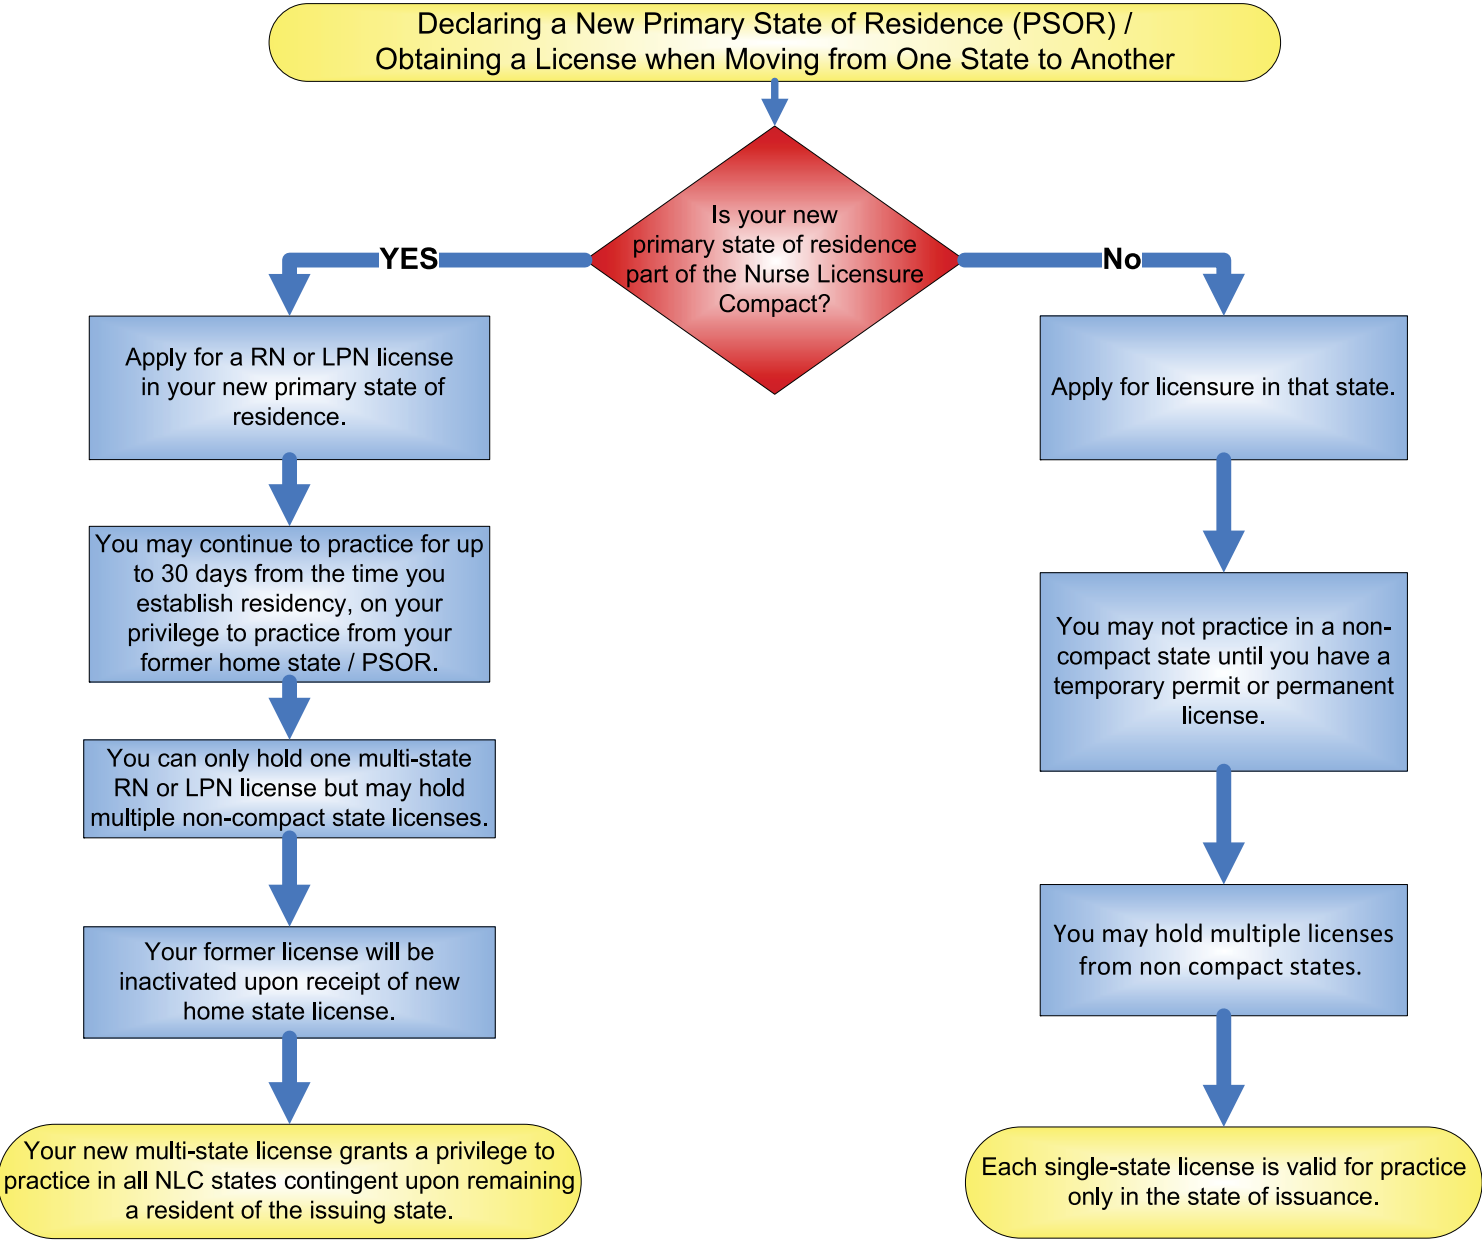 Declaring a New Primary State of Residence (PSOR) /
Obtaining a License when Moving from One State to Another
Is your new
primary state of residence
part of the Nurse Licensure
Compact?
YES
No
Apply for a RN or LPN license
in your new primary state of
residence.
You may continue to practice for up
to 30 days from the time you
establish residency, on your
privilege to practice from your
former home state / PSOR.
You can only hold one multi-state
RN or LPN license but may hold
multiple non-compact state licenses.
Your former license will be
inactivated upon receipt of new
home state license.
Your new multi-state license grants a privilege to
practice in all NLC states contingent upon remaining
a resident of the issuing state.
Apply for licensure in that state.
You may not practice in a non-
compact state until you have a
temporary permit or permanent
license.
You may hold multiple licenses
from non compact states.
Each single-state license is valid for practice
only in the state of issuance.